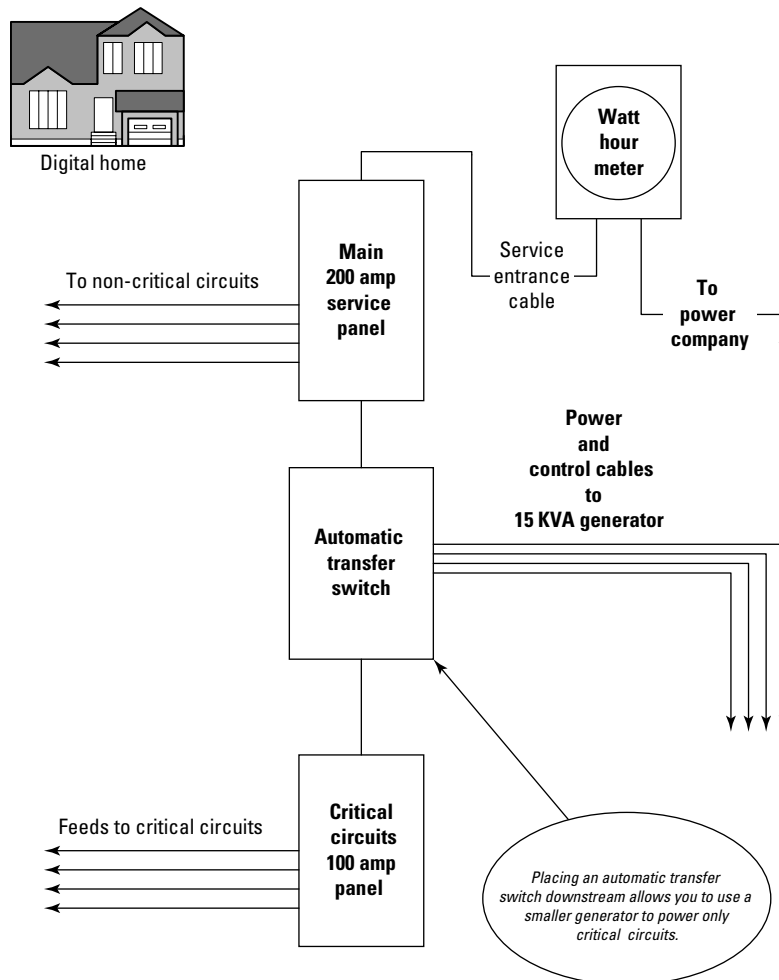 Digital home
Watt
hour
meter
Main
200 amp
service
panel
Service
entrance
cable
To non-critical circuits
To
power
company
Power
and
control cables
to
15 KVA generator
Automatic
transfer
switch
Feeds to critical circuits
Critical
circuits
100 amp
panel
Placing an automatic transfer
switch downstream allows you to use a
smaller generator to power only
critical circuits.